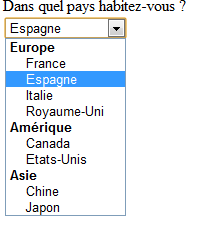 Dans quel pays habitez-vous ?
Espagne
Europe
France
Espagne
Italie
Royaume-Uni
Amérique
Canada
Etats-Unis
Asie
Chine
Japon